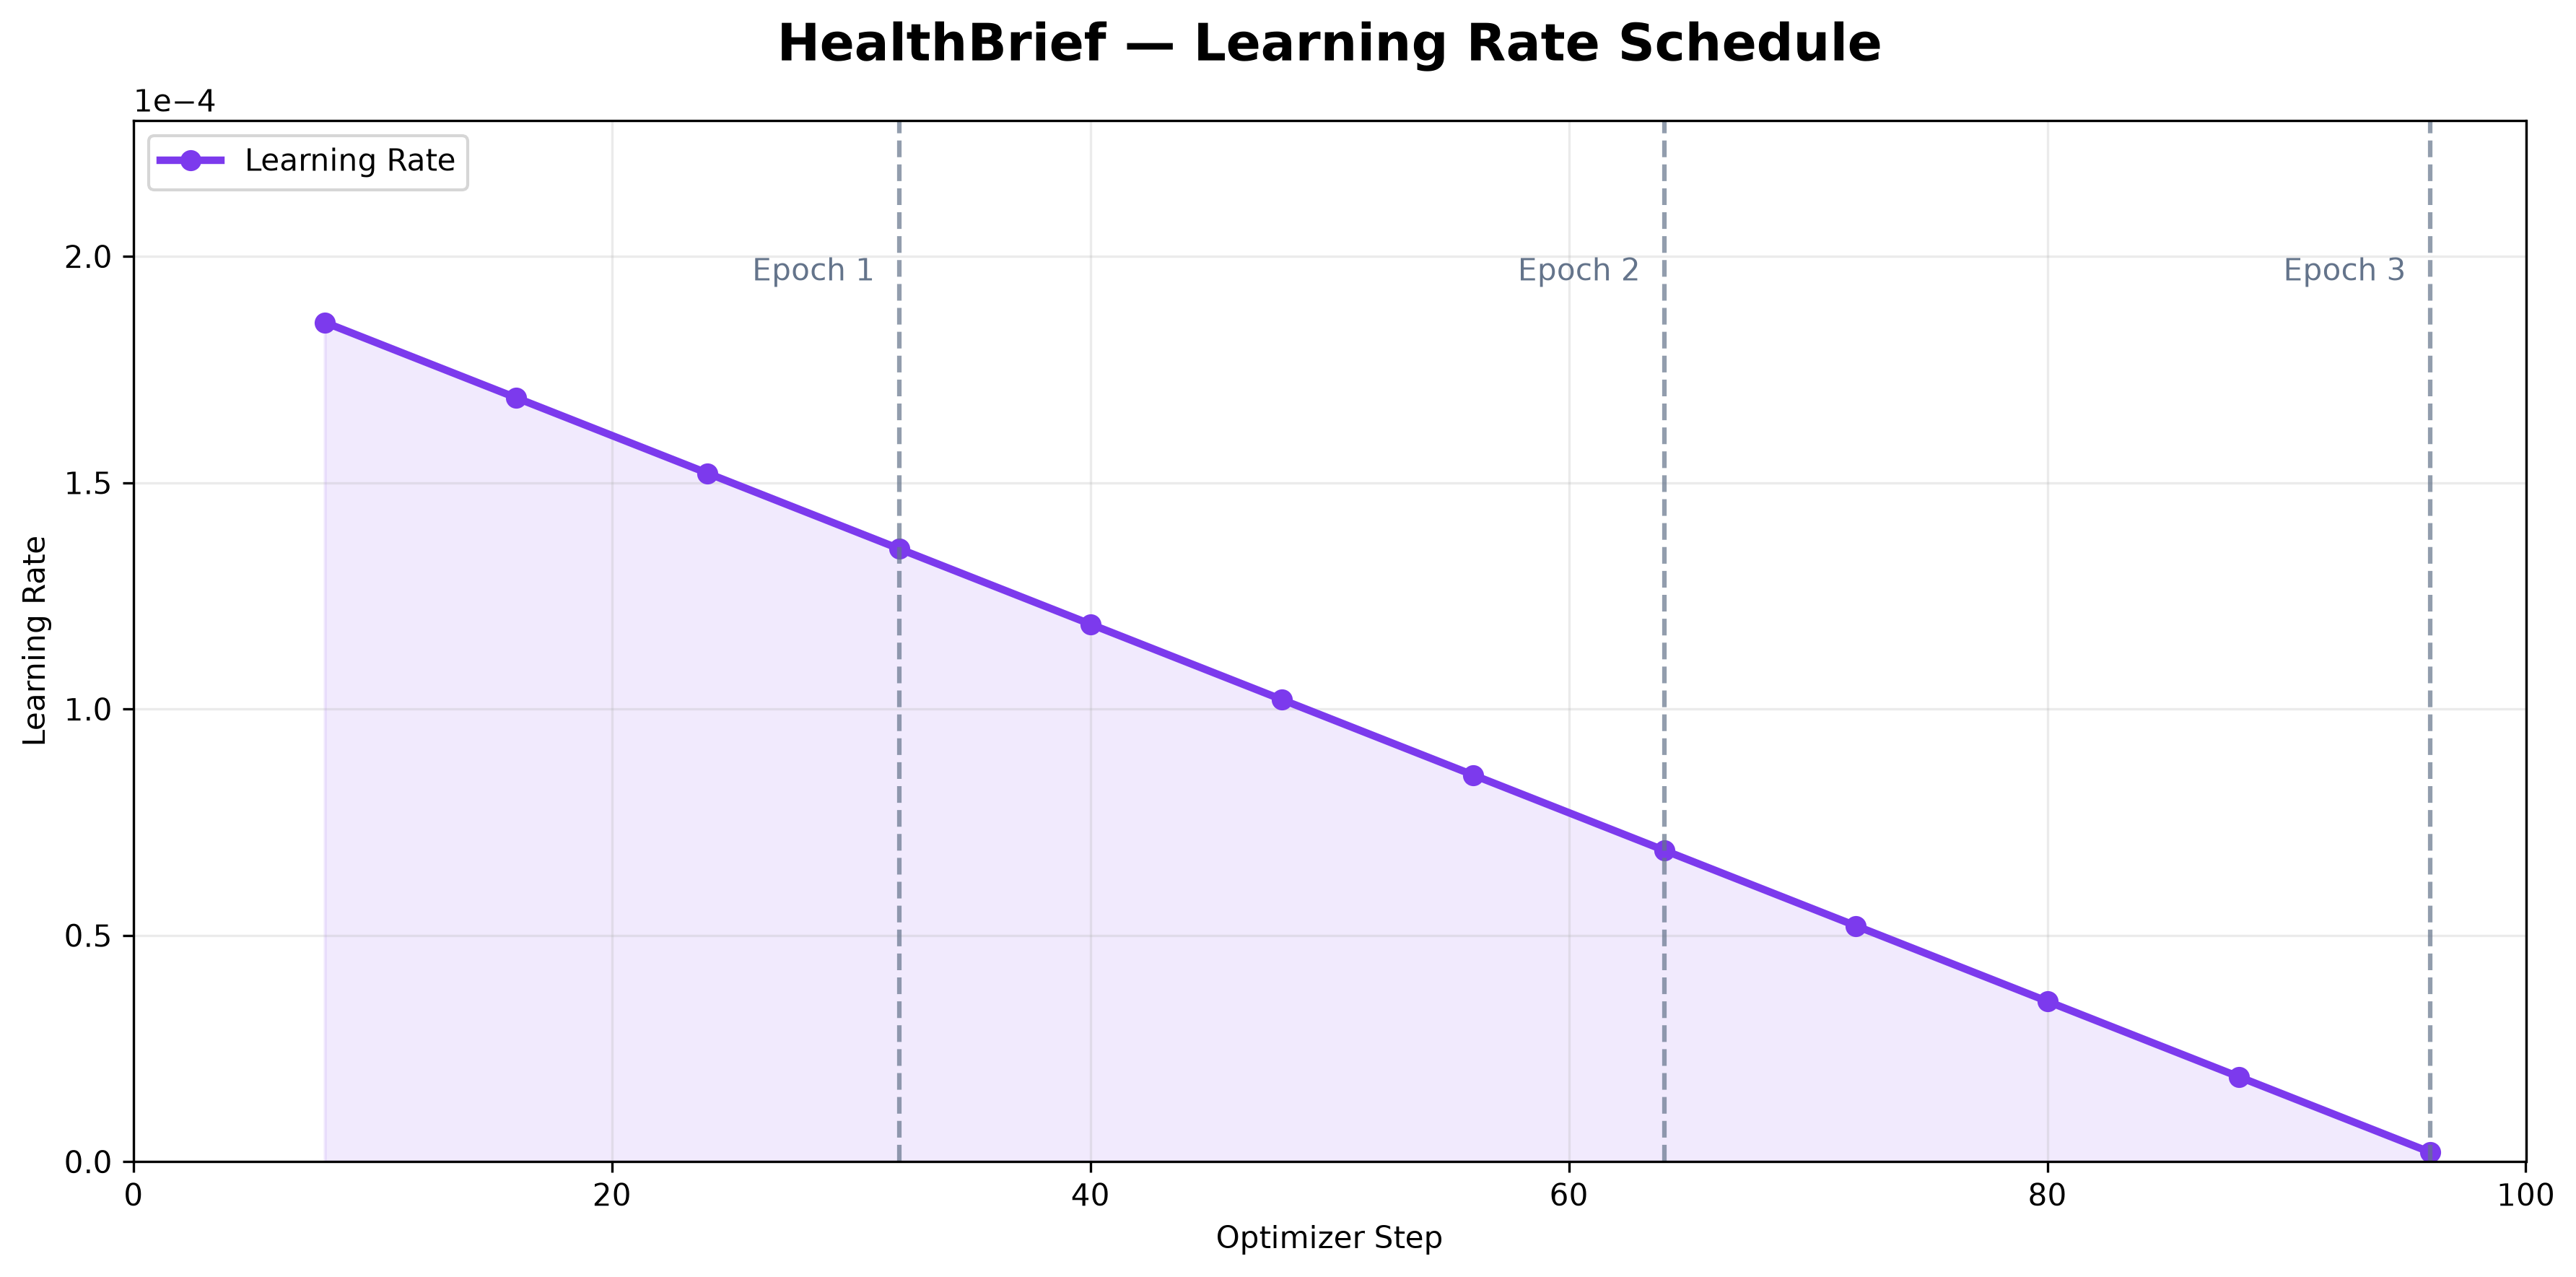 HealthBrief — Learning Rate Schedule
1e−4
Learning Rate
2.0
1.5
1.0
0.5
0.0
Epoch 1
Epoch 2
Epoch 3
Learning Rate
0
20
40
60
80
100
Optimizer Step